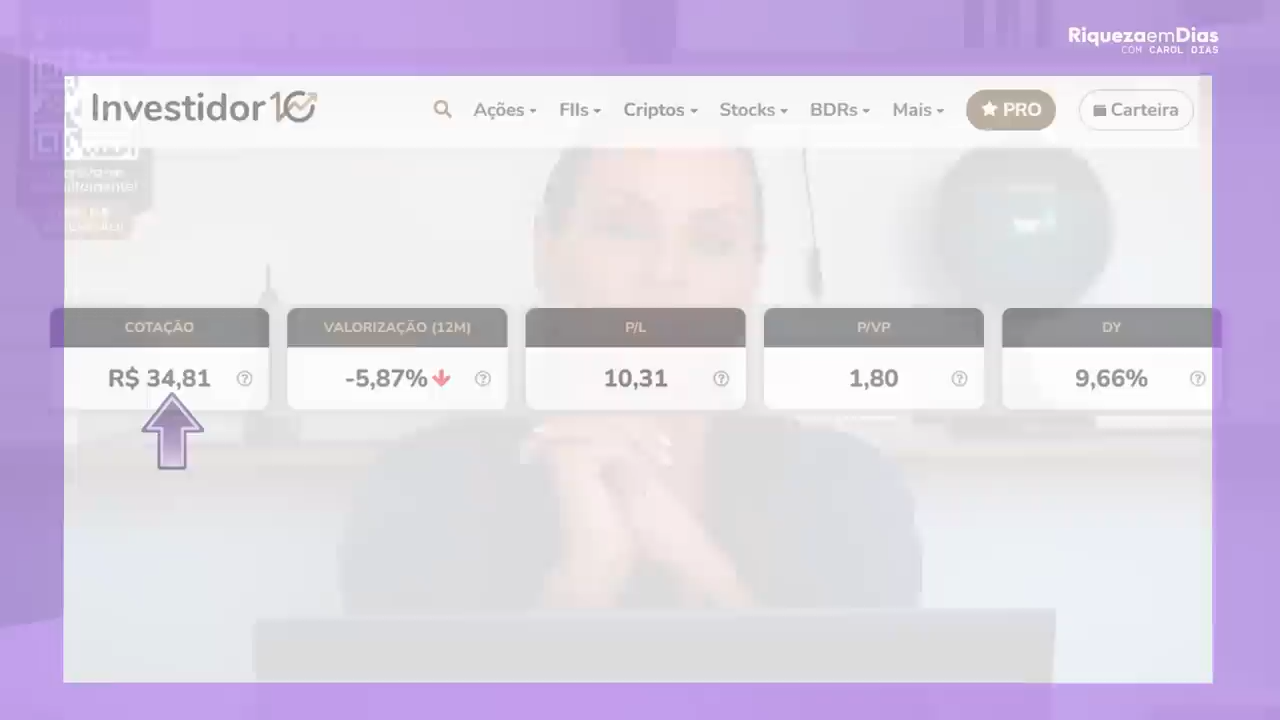 RiquezaemDias
COM CAROL DIAS
Investidor10
Ações
FIIs
Criptos
Stocks
BDRs
Mais
PRO
Carteira
COTAÇÃO
VALORIZAÇÃO (12M)
P/L
P/VP
DY
R$ 34,81
-5,87%
10,31
1,80
9,66%